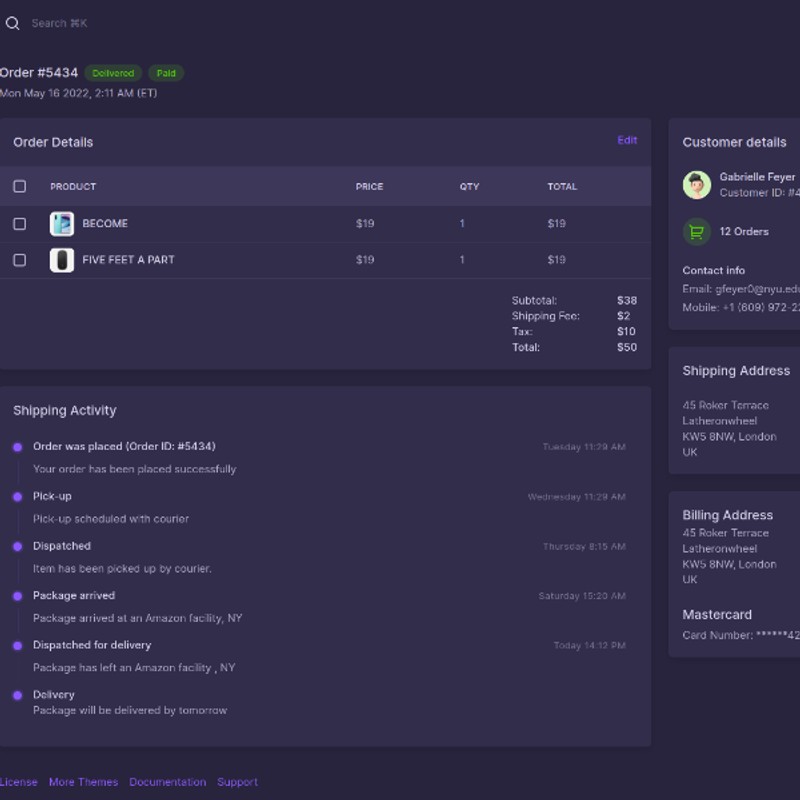 Search ⌘K
Order #5434 Delivered Paid
Mon May 16 2022, 2:11 AM (ET)
Order Details Edit
PRODUCT PRICE QTY TOTAL
BECOME $19 1 $19
FIVE FEET A PART $19 1 $19
Subtotal: $38
Shipping Fee: $2
Tax: $10
Total: $50
Shipping Activity
Order was placed (Order ID: #5434) Tuesday 11:29 AM
Your order has been placed successfully
Pick-up Wednesday 11:29 AM
Pick-up scheduled with courier
Dispatched Thursday 8:15 AM
Item has been picked up by courier.
Package arrived Saturday 15:20 AM
Package arrived at an Amazon facility, NY
Dispatched for delivery Today 14:12 PM
Package has left an Amazon facility , NY
Delivery
Package will be delivered by tomorrow
Customer details
Gabrielle Feyer
Customer ID: #4
12 Orders
Contact info
Email: gfeyer0@nyu.edu
Mobile: +1 (609) 972-22
Shipping Address
45 Roker Terrace
Latheronwheel
KW5 8NW, London
UK
Billing Address
45 Roker Terrace
Latheronwheel
KW5 8NW, London
UK
Mastercard
Card Number: ******42
License More Themes Documentation Support